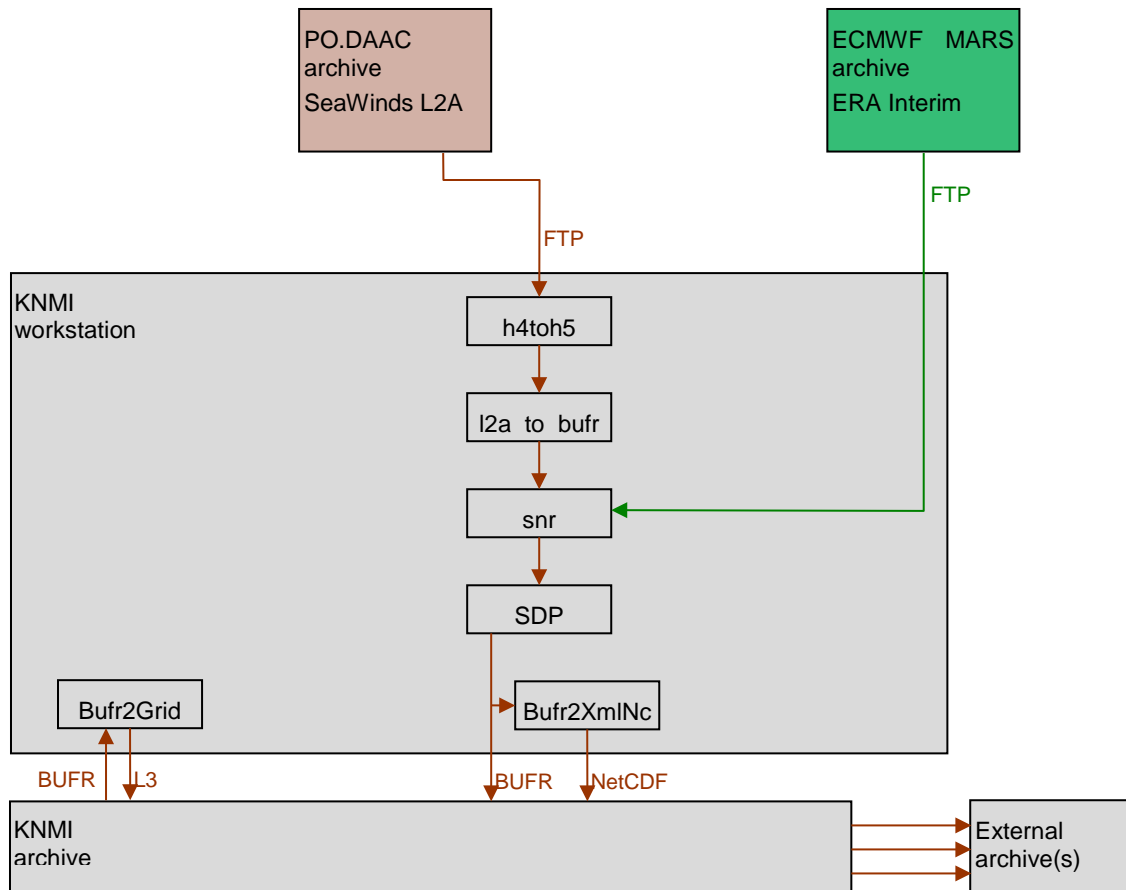 PO.DAAC
archive
SeaWinds L2A
ECMWF MARS
archive
ERA Interim
FTP
FTP
KNMI
workstation
h4toh5
l2a to bufr
snr
SDP
Bufr2Grid
Bufr2XmlNc
BUFR
L3
BUFR
NetCDF
KNMI
archive
External
archive(s)